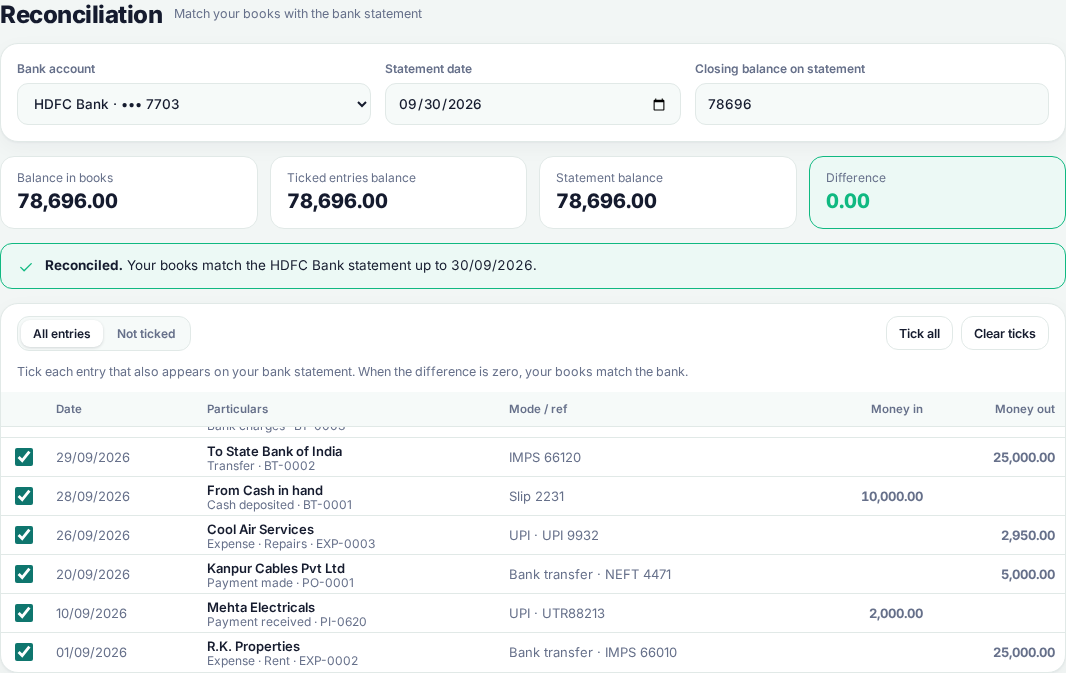 Reconciliation Match your books with the bank statement
Bank account Statement date Closing balance on statement
HDFC Bank · ••• 7703 09/30/2026 78696
Balance in books Ticked entries balance Statement balance Difference
78,696.00 78,696.00 78,696.00 0.00
Reconciled. Your books match the HDFC Bank statement up to 30/09/2026.
All entries Not ticked Tick all Clear ticks
Tick each entry that also appears on your bank statement. When the difference is zero, your books match the bank.
Date Particulars Mode / ref Money in Money out
Bank charges · BT-0003
To State Bank of India
29/09/2026 IMPS 66120 25,000.00
Transfer · BT-0002
From Cash in hand
28/09/2026 Slip 2231 10,000.00
Cash deposited · BT-0001
Cool Air Services
26/09/2026 UPI · UPI 9932 2,950.00
Expense · Repairs · EXP-0003
Kanpur Cables Pvt Ltd
20/09/2026 Bank transfer · NEFT 4471 5,000.00
Payment made · PO-0001
Mehta Electricals
10/09/2026 UPI · UTR88213 2,000.00
Payment received · PI-0620
R.K. Properties
01/09/2026 Bank transfer · IMPS 66010 25,000.00
Expense · Rent · EXP-0002